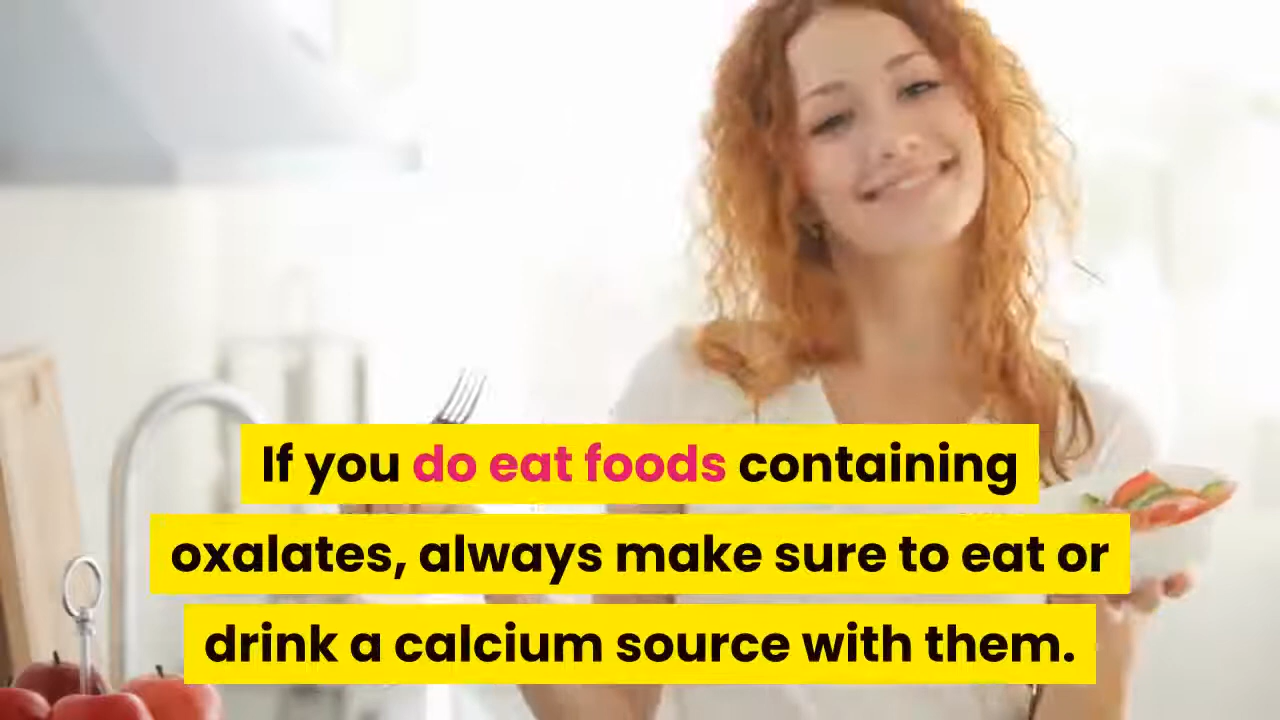 If you do eat foods containing
oxalates, always make sure to eat or
drink a calcium source with them.